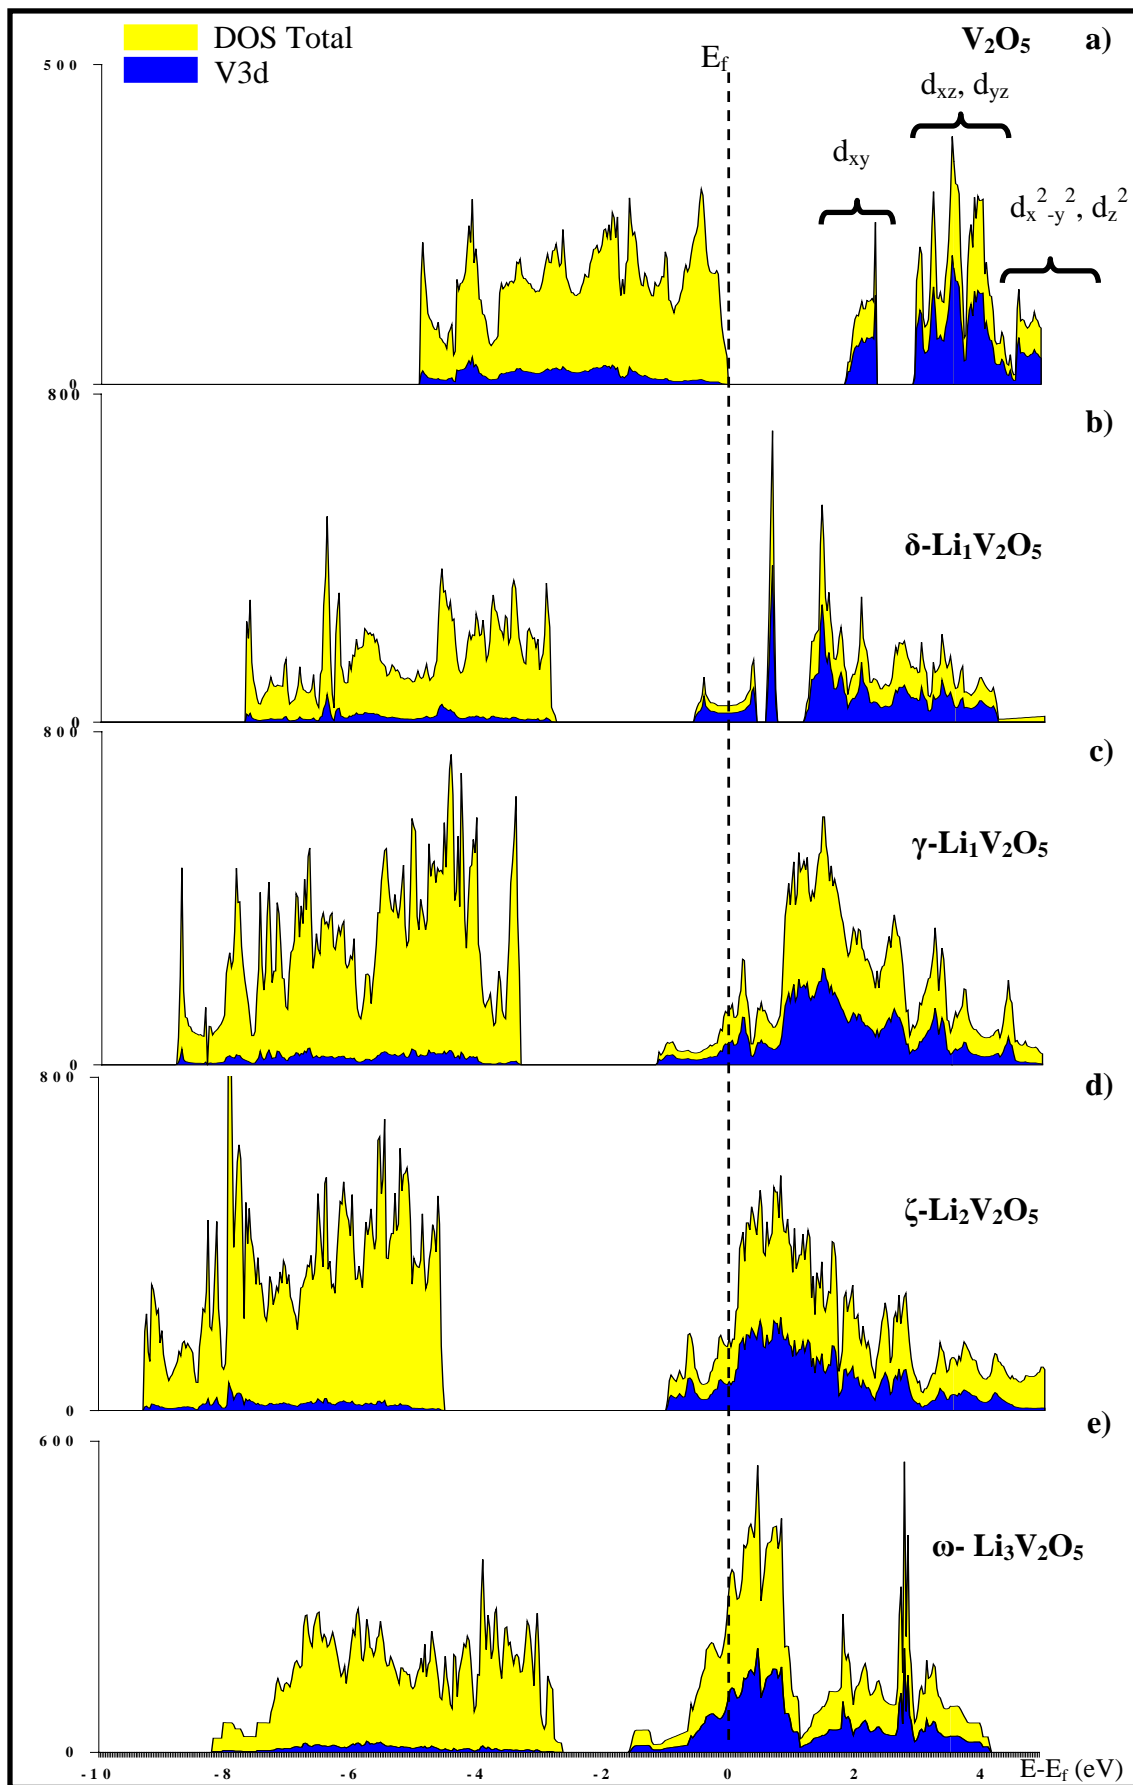 DOS Total
V3d
V₂O₅ a)
E_f
500
d_xz, d_yz
d_xy
d_x²-y², d_z²
0
800
b)
δ-Li₁V₂O₅
0
800
c)
γ-Li₁V₂O₅
0
800
d)
ζ-Li₂V₂O₅
0
e)
600
ω- Li₃V₂O₅
0
-10 -8 -6 -4 -2 0 2 4 E-E_f (eV)